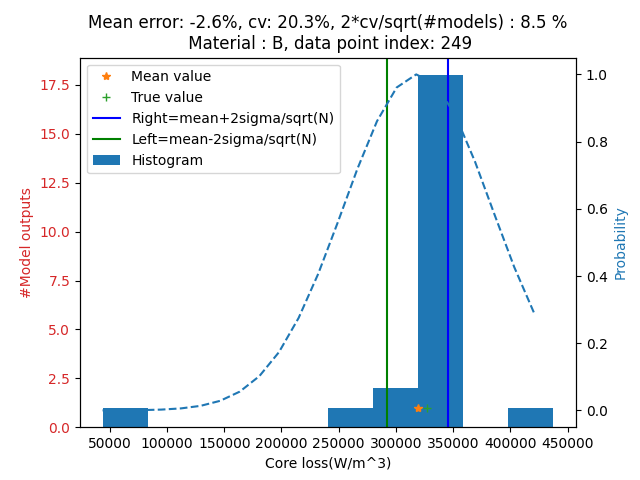 Mean error: -2.6%, cv: 20.3%, 2*cv/sqrt(#models) : 8.5 %
Material : B, data point index: 249
Mean value
True value
Right=mean+2sigma/sqrt(N)
Left=mean-2sigma/sqrt(N)
Histogram
#Model outputs
17.5
15.0
12.5
10.0
7.5
5.0
2.5
0.0
1.0
0.8
0.6
0.4
0.2
0.0
Probability
50000 100000 150000 200000 250000 300000 350000 400000 450000
Core loss(W/m^3)